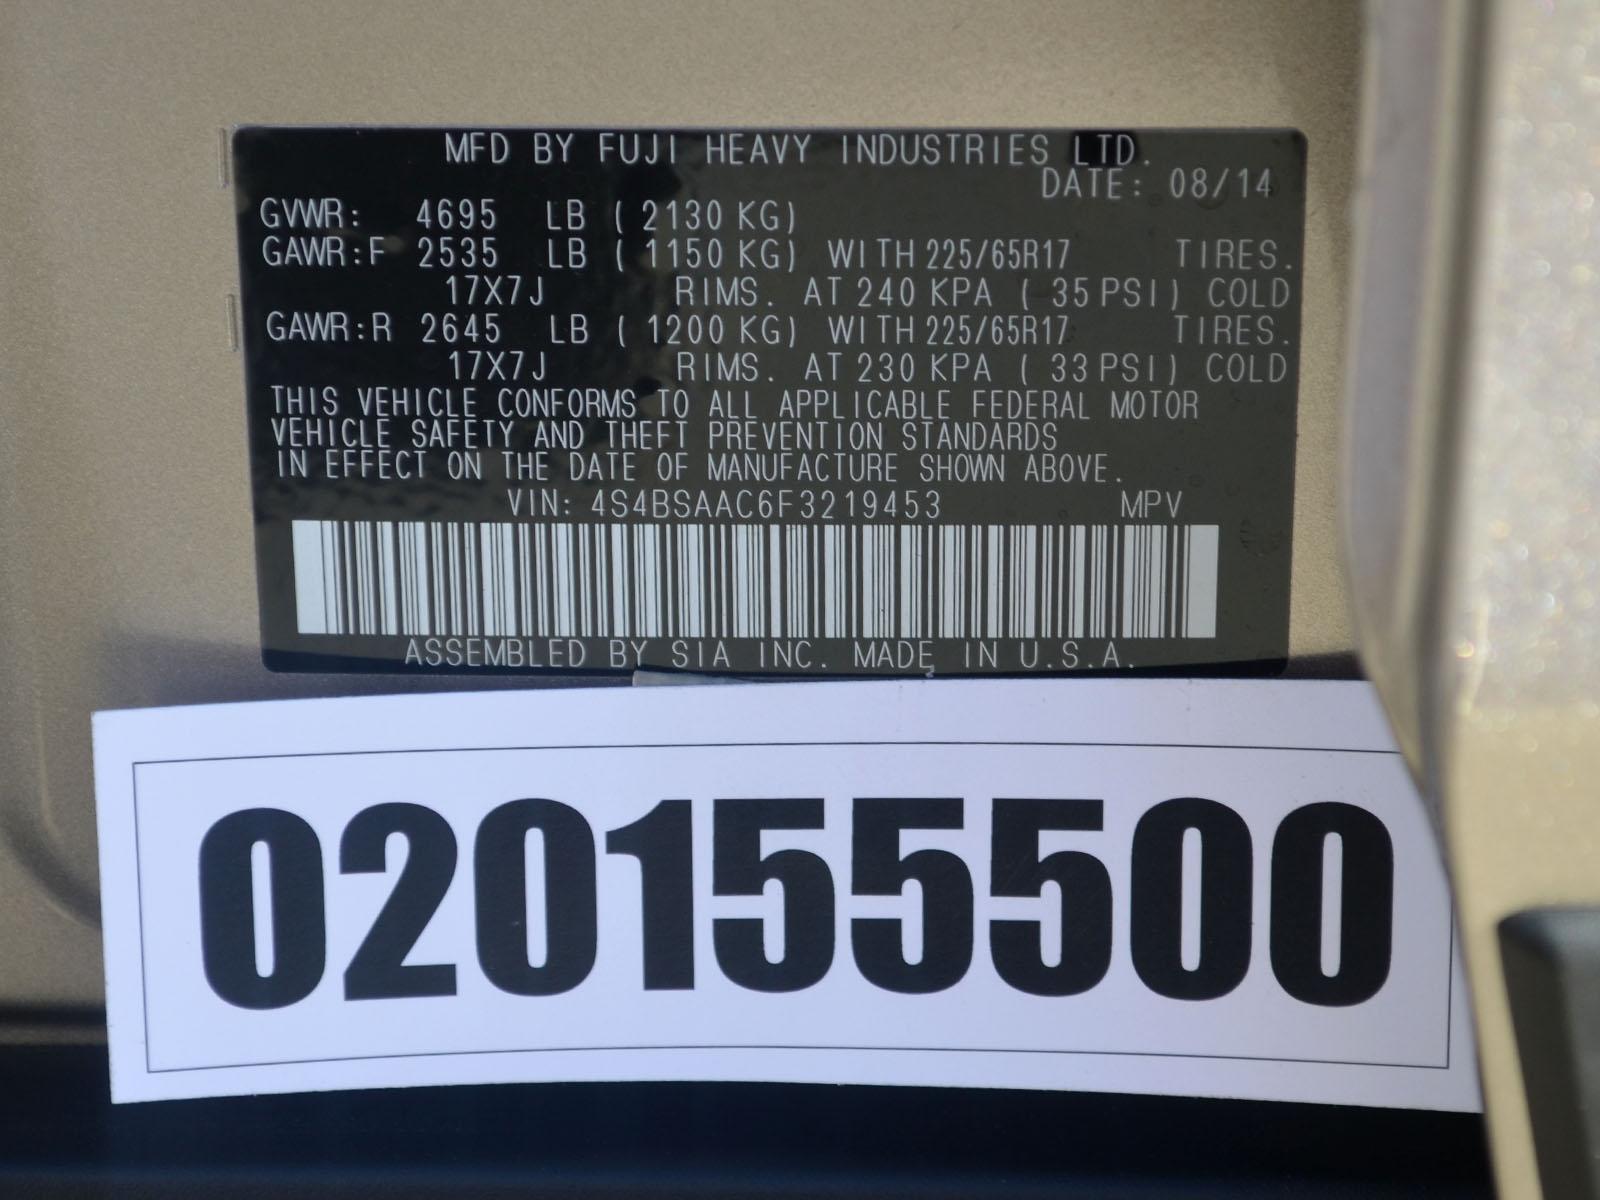 MFD BY FUJI HEAVY INDUSTRIES LTD.
DATE: 08/14
GVWR: 4695 LB ( 2130 KG)
GAWR:F 2535 LB ( 1150 KG) WITH 225/65R17 TIRES.
17X7J RIMS. AT 240 KPA ( 35 PSI) COLD
GAWR:R 2645 LB ( 1200 KG) WITH 225/65R17 TIRES.
17X7J RIMS. AT 230 KPA ( 33 PSI) COLD
THIS VEHICLE CONFORMS TO ALL APPLICABLE FEDERAL MOTOR
VEHICLE SAFETY AND THEFT PREVENTION STANDARDS
IN EFFECT ON THE DATE OF MANUFACTURE SHOWN ABOVE.
VIN: 4S4BSAAC6F3219453 MPV
ASSEMBLED BY SIA INC. MADE IN U.S.A.
020155500